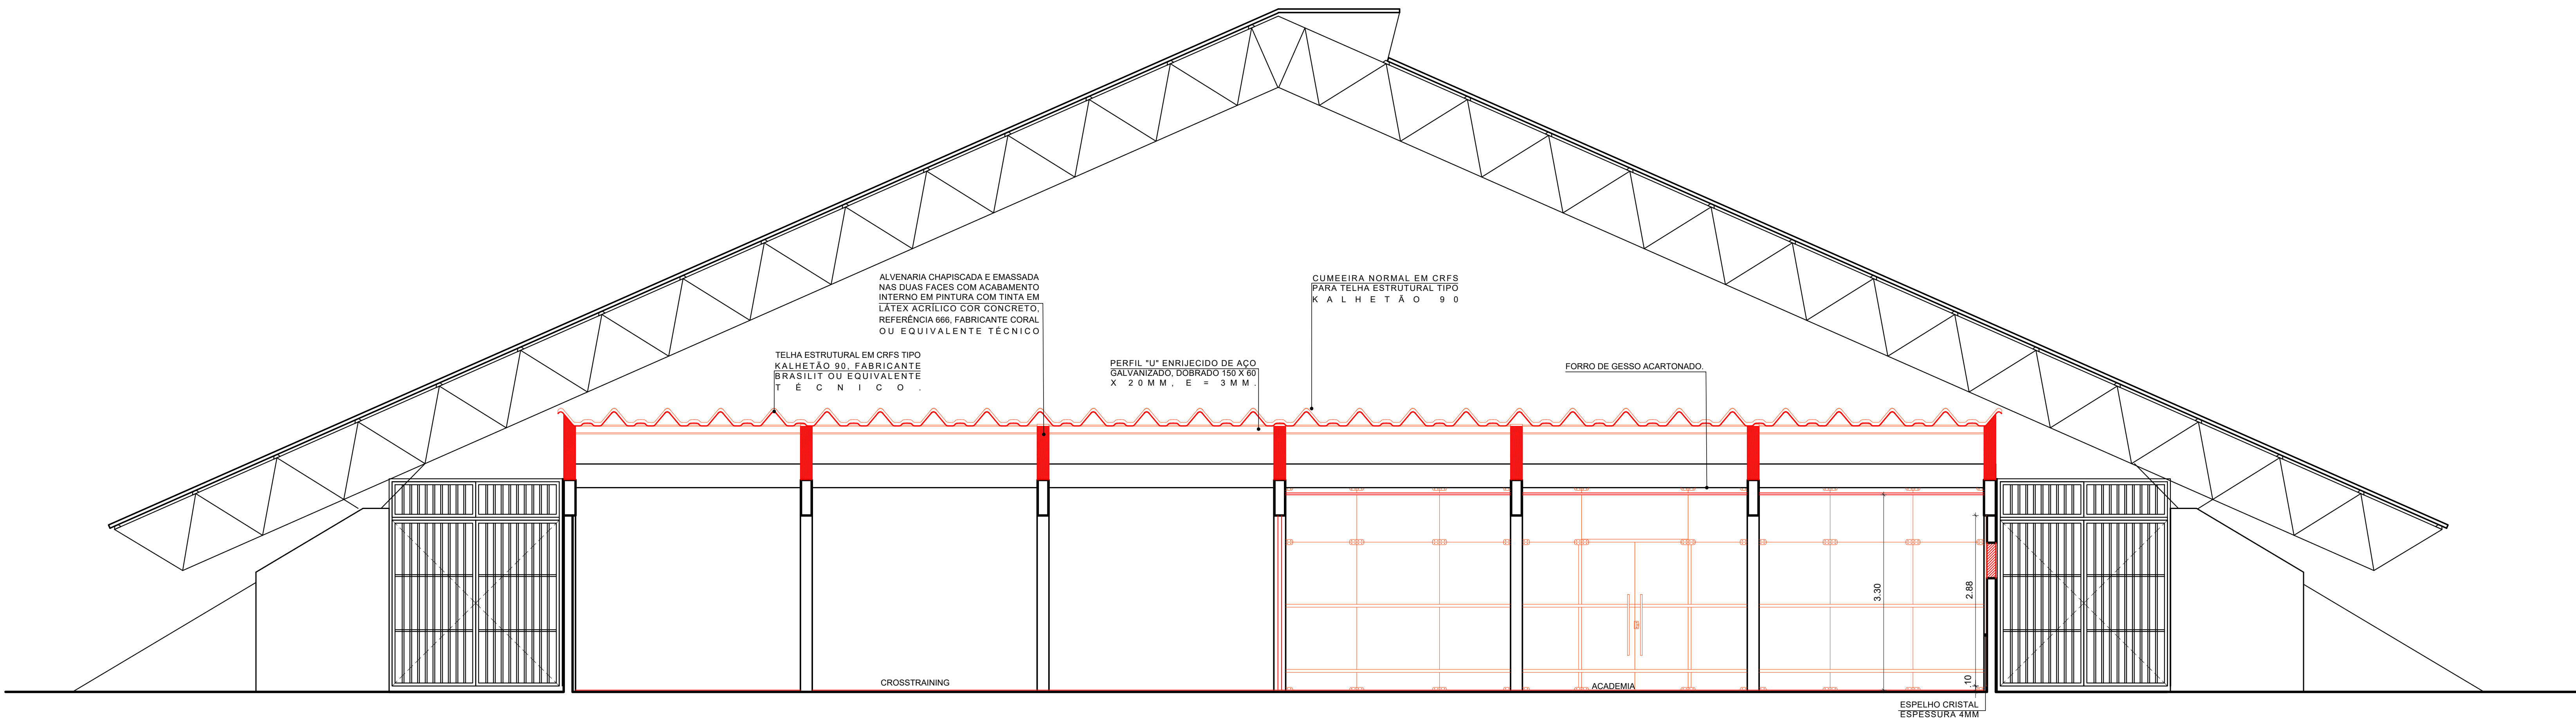 ALVENARIA CHAPISCADA E EMASSADA
NAS DUAS FACES COM ACABAMENTO
INTERNO EM PINTURA COM TINTA EM
LÁTEX ACRÍLICO COR CONCRETO,
REFERÊNCIA 666, FABRICANTE CORAL
OU EQUIVALENTE TÉCNICO
CUMEEIRA NORMAL EM CRFS
PARA TELHA ESTRUTURAL TIPO
KALHETÃO 90
TELHA ESTRUTURAL EM CRFS TIPO
KALHETÃO 90, FABRICANTE
BRASILIT OU EQUIVALENTE
TÉCNICO.
PERFIL "U" ENRIJECIDO DE AÇO
GALVANIZADO, DOBRADO 150 X 60
X 20MM, E = 3MM.
FORRO DE GESSO ACARTONADO.
3.30
2.88
.10
CROSSTRAINING
ACADEMIA
ESPELHO CRISTAL
ESPESSURA 4MM